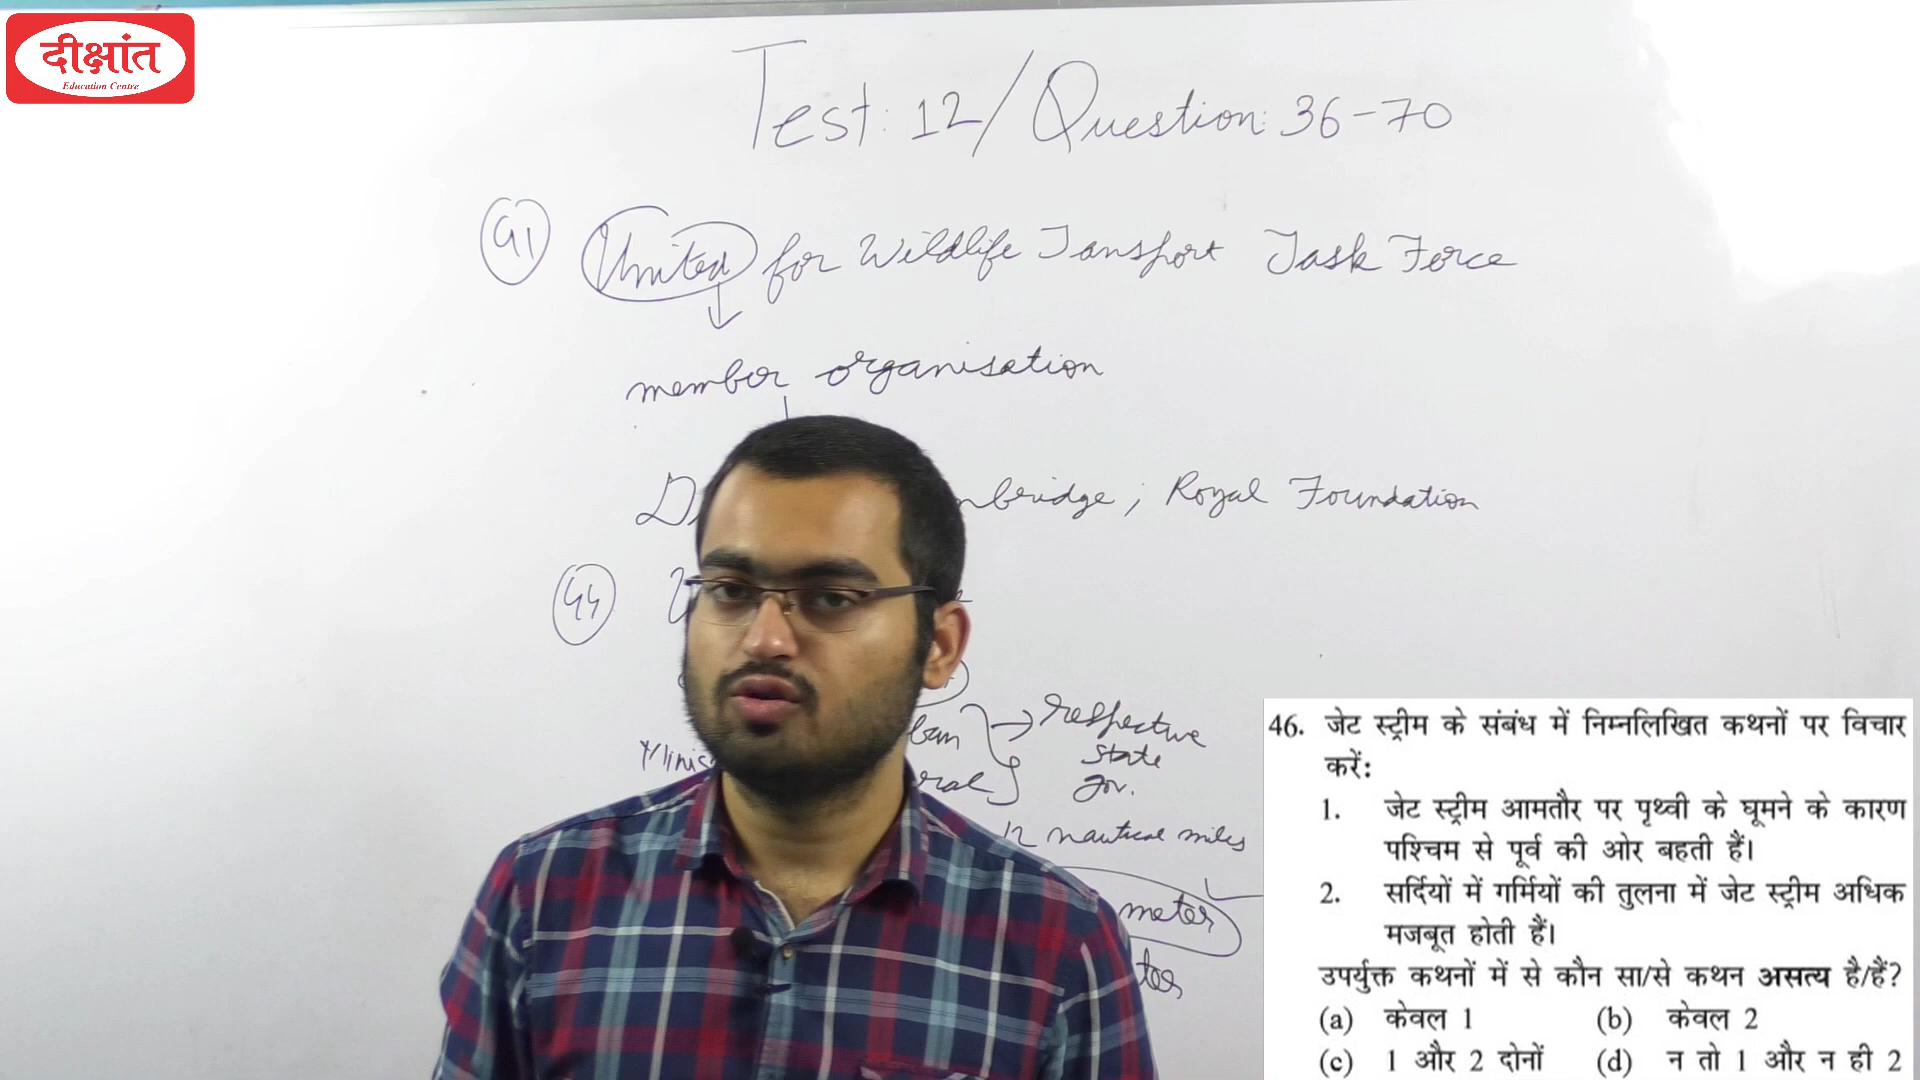 दीक्षांत
Education Centre
Test: 12/Question: 36-70
41 United for Wildlife Tansport Task Force
member organisation
mbridge; Royal Foundation
44
respective
State
gov.
12 nautical miles
meter
46. जेट स्ट्रीम के संबंध में निम्नलिखित कथनों पर विचार
करें:
1. जेट स्ट्रीम आमतौर पर पृथ्वी के घूमने के कारण
पश्चिम से पूर्व की ओर बहती हैं।
2. सर्दियों में गर्मियों की तुलना में जेट स्ट्रीम अधिक
मजबूत होती हैं।
उपर्युक्त कथनों में से कौन सा/से कथन असत्य है/हैं?
(a) केवल 1 (b) केवल 2
(c) 1 और 2 दोनों (d) न तो 1 और न ही 2